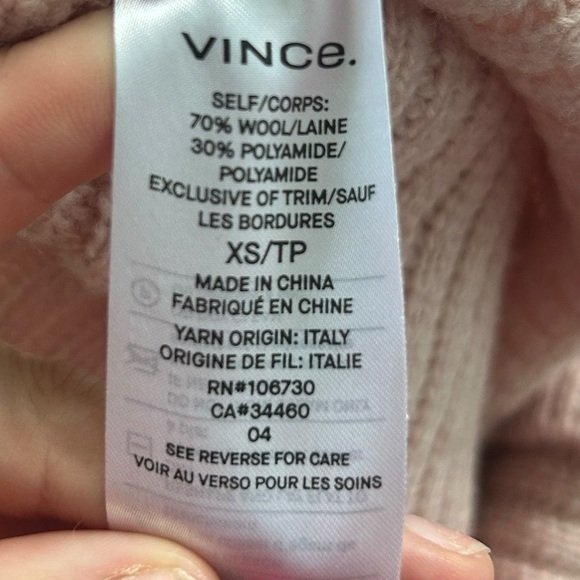 VINCE.
SELF/CORPS:
70% WOOL/LAINE
30% POLYAMIDE/
POLYAMIDE
EXCLUSIVE OF TRIM/SAUF
LES BORDURES
XS/TP
MADE IN CHINA
FABRIQUÉ EN CHINE
YARN ORIGIN: ITALY
ORIGINE DE FIL: ITALIE
RN#106730
CA#34460
04
SEE REVERSE FOR CARE
VOIR AU VERSO POUR LES SOINS